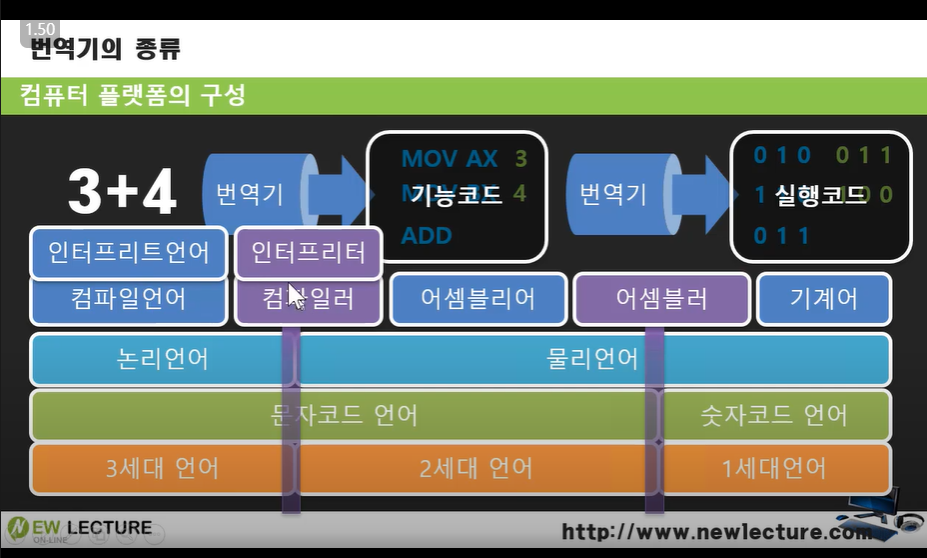 1.50
번역기의 종류
컴퓨터 플랫폼의 구성
3+4
번역기
MOV AX 3
MOV BX 4
ADD
기능코드
번역기
0 1 0 0 1 1
실행코드
0 1 1
인터프리트언어 인터프리터
컴파일언어 컴파일러 어셈블리어 어셈블러 기계어
논리언어 물리언어
문자코드 언어 숫자코드 언어
3세대 언어 2세대 언어 1세대언어
NEW LECTURE
ON-LINE
http://www.newlecture.com